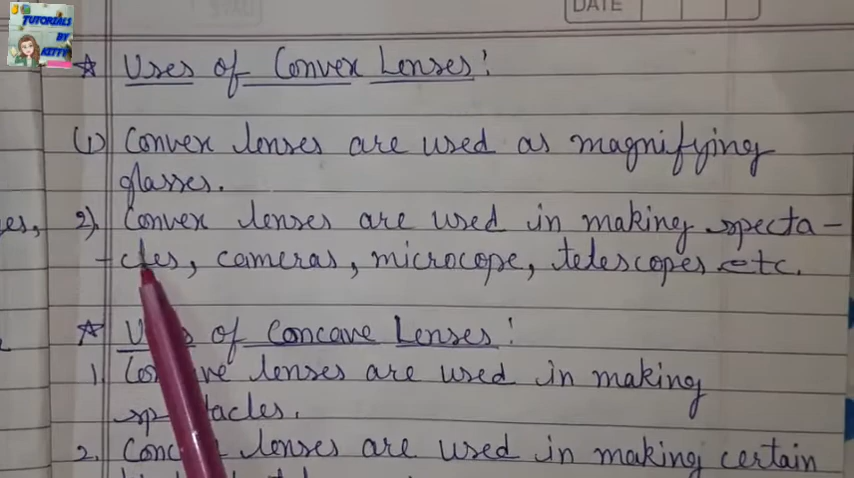 TUTORIALS
BY
KITTY
DATE
☆ Uses of Convex Lenses:
(1) Convex lenses are used as magnifying
glasses.
es, 2). Convex lenses are used in making specta-
-cles, cameras, microcope, telescopes etc.
☆ of Concave Lenses:
1. lenses are used in making
2. lenses are used in making certain